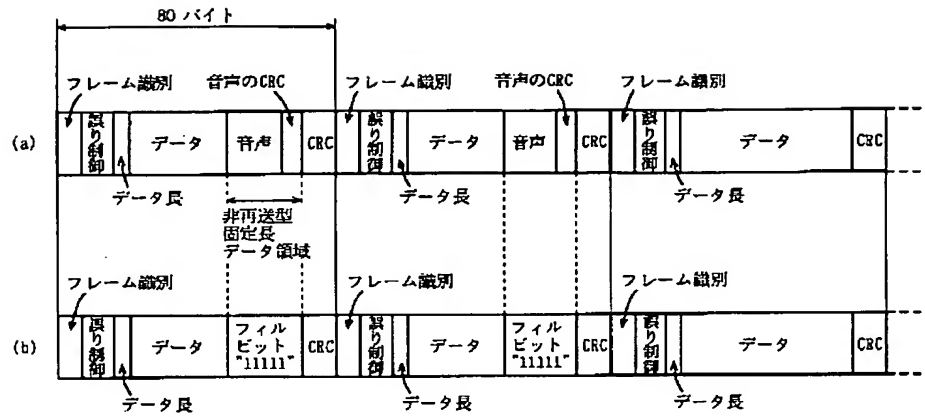 80 バイト
フレーム識別 音声のCRC フレーム識別 音声のCRC フレーム識別
(a) 誤り制御 データ 音声 CRC 誤り制御 データ 音声 CRC 誤り制御 データ CRC
データ長 データ長 データ長
非再送型
固定長
データ領域
フレーム識別 フレーム識別 フレーム識別
(b) 誤り制御 データ フィルビット"11111" CRC 誤り制御 データ フィルビット"11111" CRC 誤り制御 データ CRC
データ長 データ長 データ長